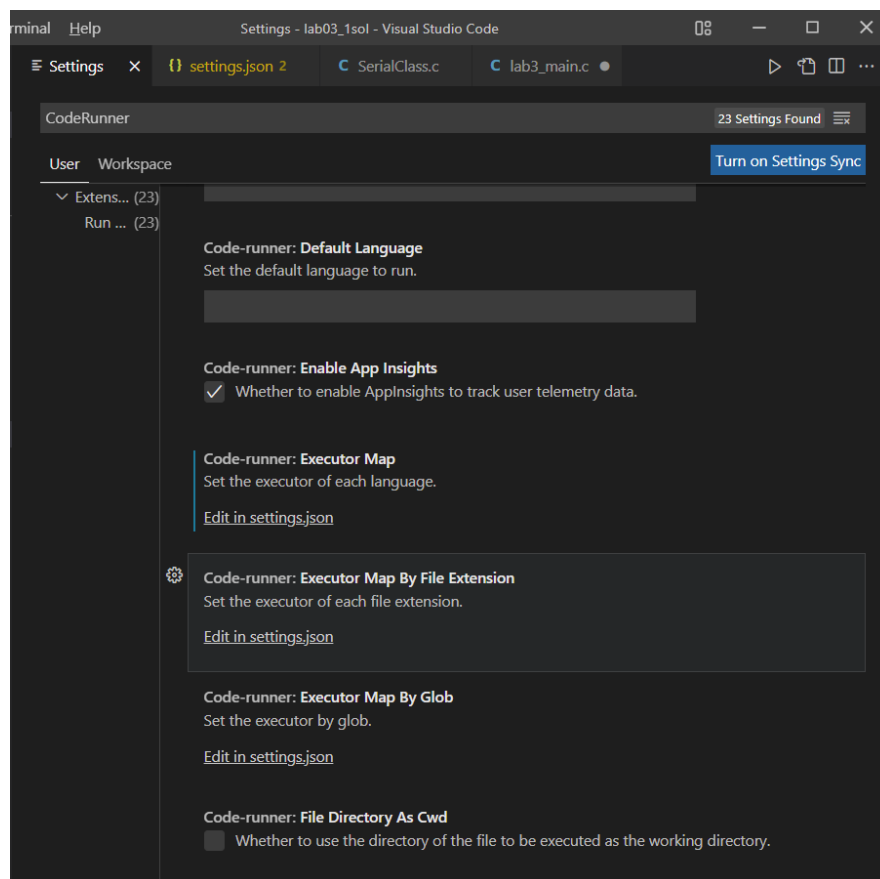 rminal Help Settings - lab03_1sol - Visual Studio Code
Settings {} settings.json 2 C SerialClass.c C lab3_main.c
CodeRunner 23 Settings Found
User Workspace Turn on Settings Sync
Extens... (23)
Run ... (23)
Code-runner: Default Language
Set the default language to run.
Code-runner: Enable App Insights
Whether to enable AppInsights to track user telemetry data.
Code-runner: Executor Map
Set the executor of each language.
Edit in settings.json
Code-runner: Executor Map By File Extension
Set the executor of each file extension.
Edit in settings.json
Code-runner: Executor Map By Glob
Set the executor by glob.
Edit in settings.json
Code-runner: File Directory As Cwd
Whether to use the directory of the file to be executed as the working directory.